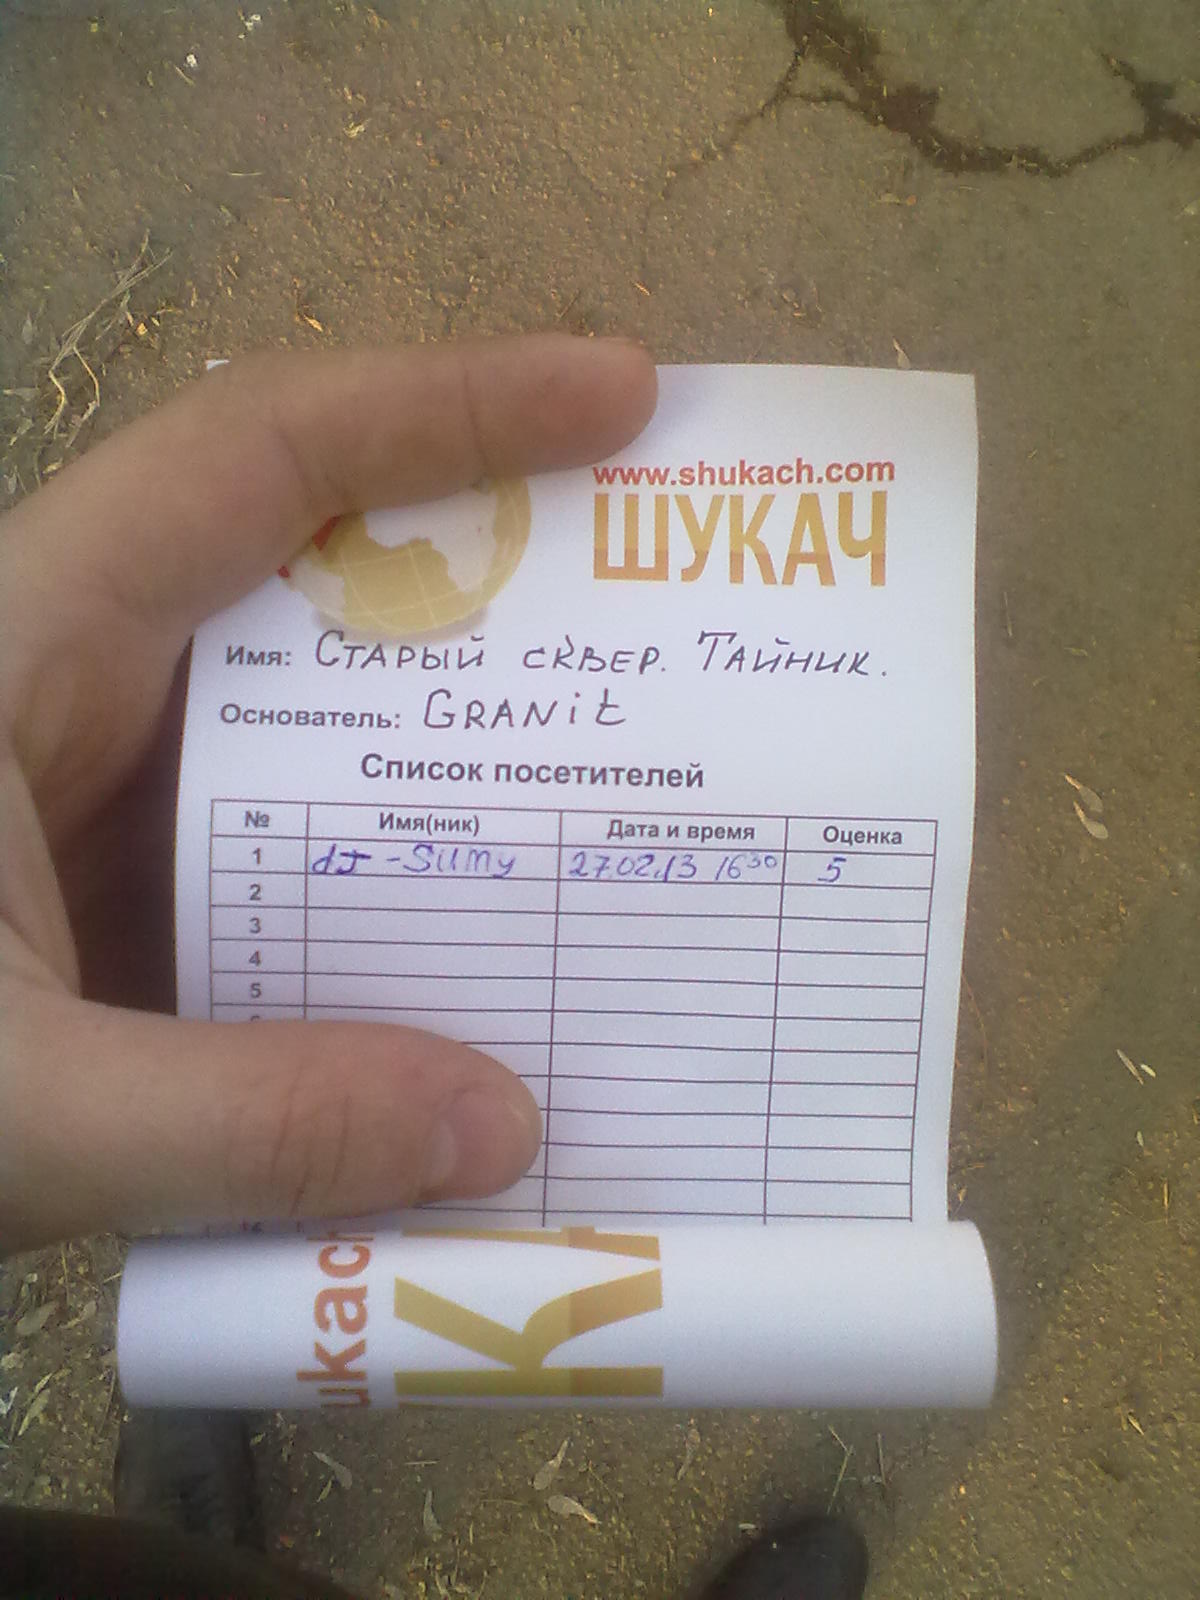 www.shukach.com
ШУКАЧ
Имя: Старый сквер. Тайник.
Основатель: GRANit
Список посетителей
№ Имя(ник) Дата и время Оценка
1 dJ-Sumy 27.02.13 16³⁰ 5
2
3
4
5
ukach
КА